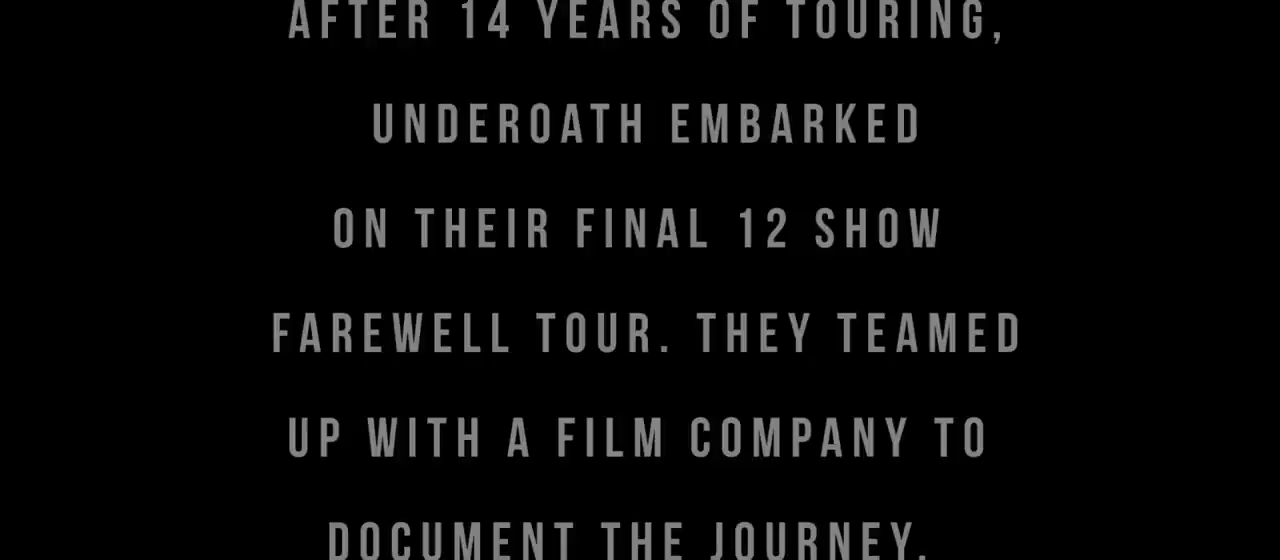 AFTER 14 YEARS OF TOURING,
UNDEROATH EMBARKED
ON THEIR FINAL 12 SHOW
FAREWELL TOUR. THEY TEAMED
UP WITH A FILM COMPANY TO
DOCUMENT THE JOURNEY.